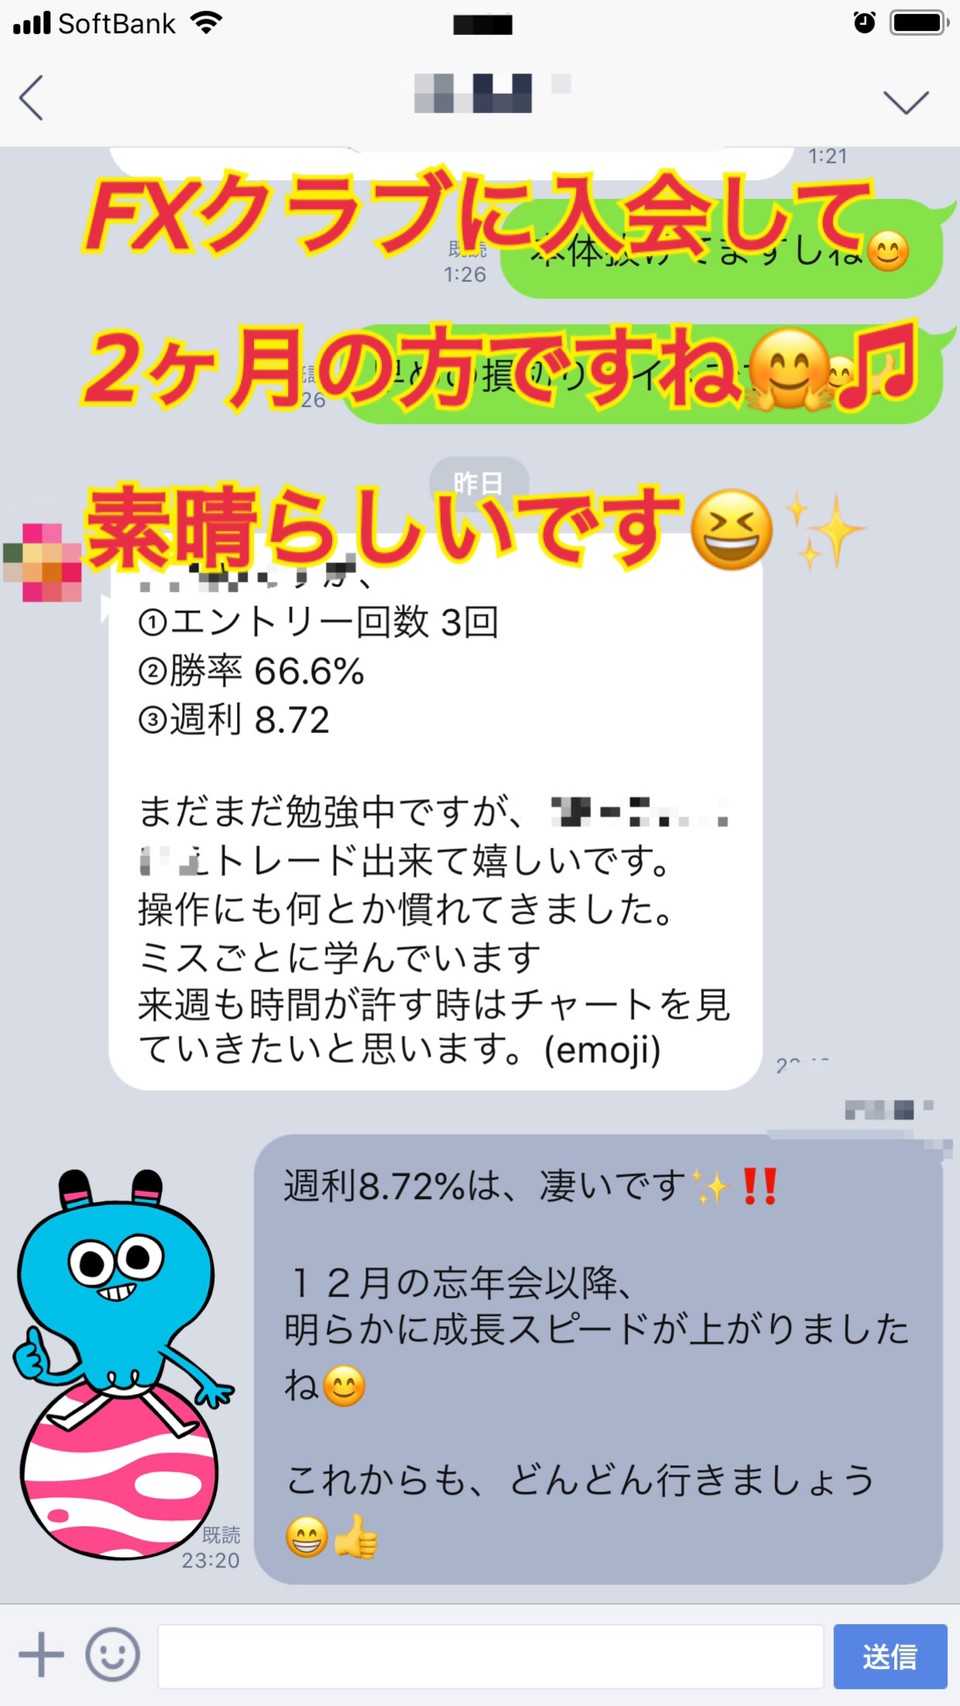 SoftBank
1:21
FXクラブに入会して
既読
1:26
2ヶ月の方ですね🤗🎵
昨日
素晴らしいです😆✨
①エントリー回数 3回
②勝率 66.6%
③週利 8.72
まだまだ勉強中ですが、
トレード出来て嬉しいです。
操作にも何とか慣れてきました。
ミスごとに学んでいます
来週も時間が許す時はチャートを見
ていきたいと思います。(emoji)
週利8.72%は、凄いです✨‼️
１２月の忘年会以降、
明らかに成長スピードが上がりました
ね😊
これからも、どんどん行きましょう
😁👍
既読
23:20
送信